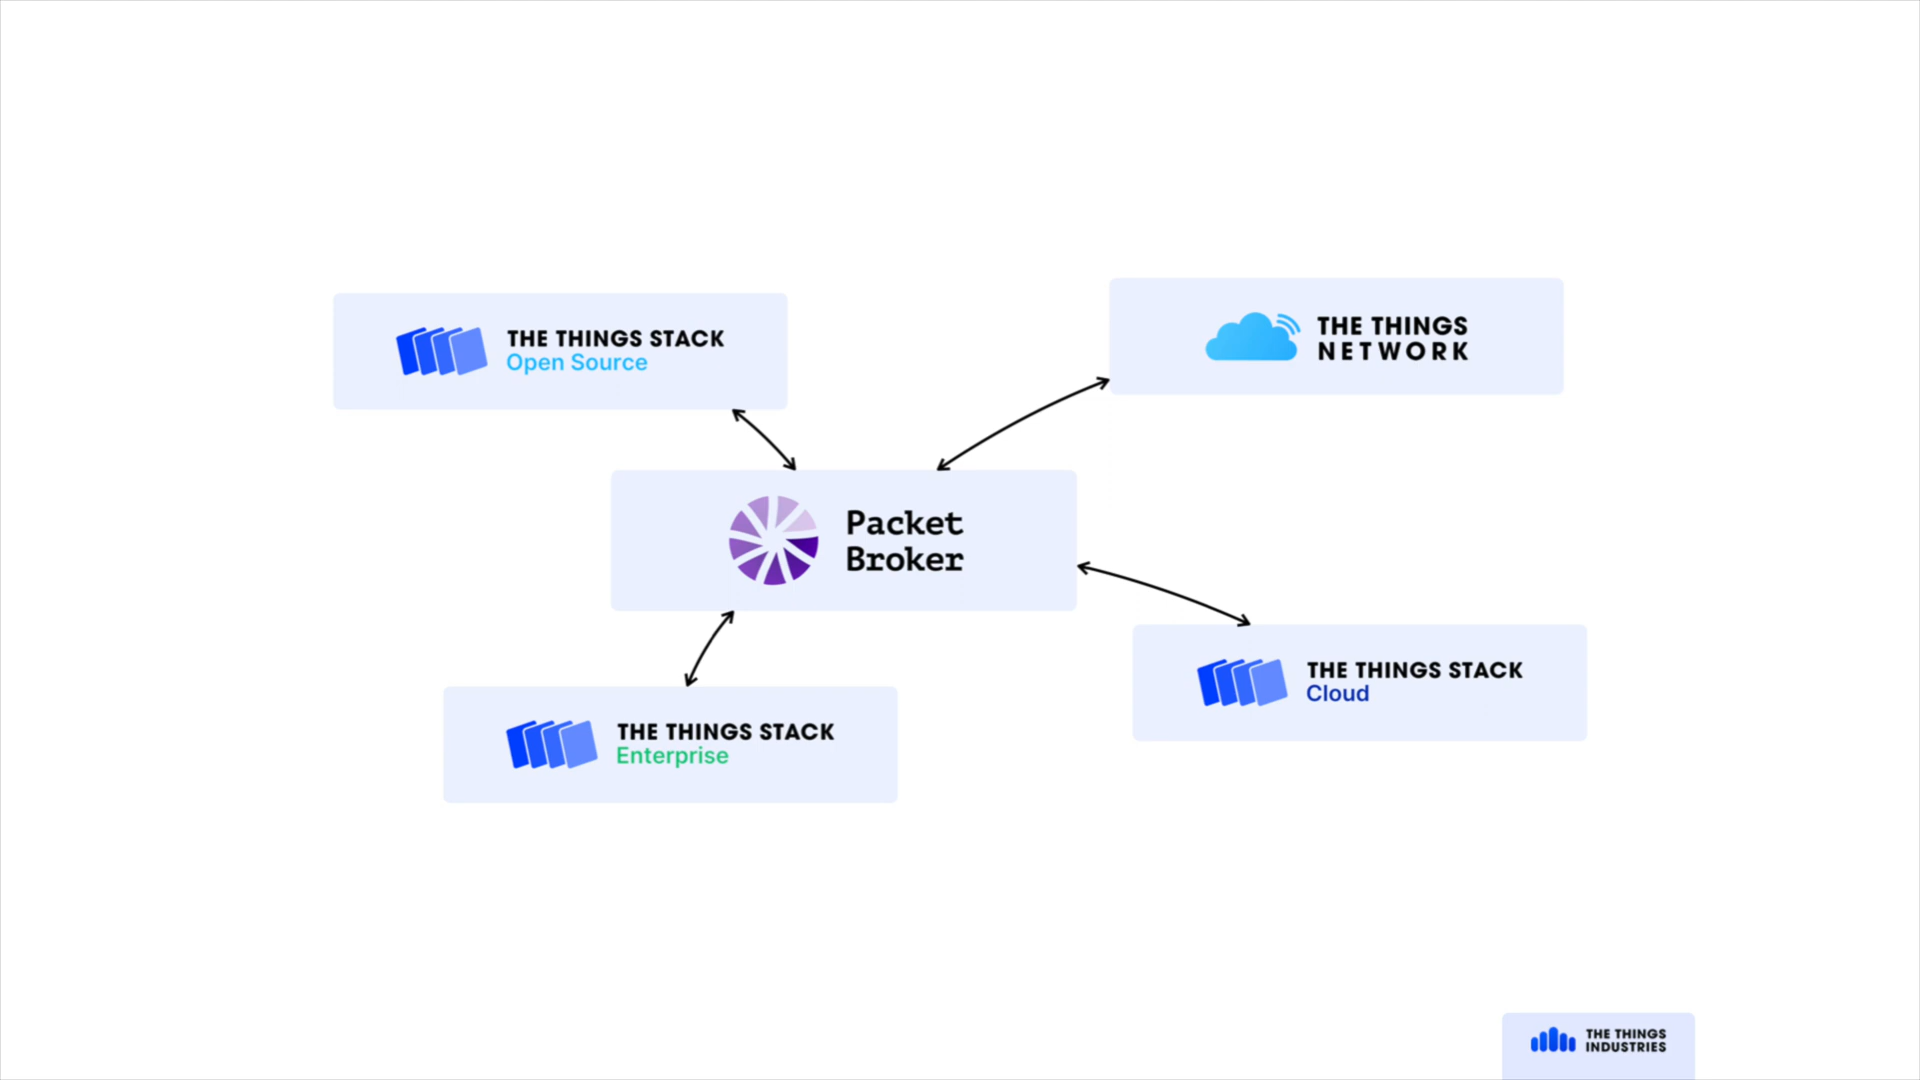 THE THINGS STACK
Open Source
THE THINGS
NETWORK
Packet
Broker
THE THINGS STACK
Cloud
THE THINGS STACK
Enterprise
THE THINGS
INDUSTRIES